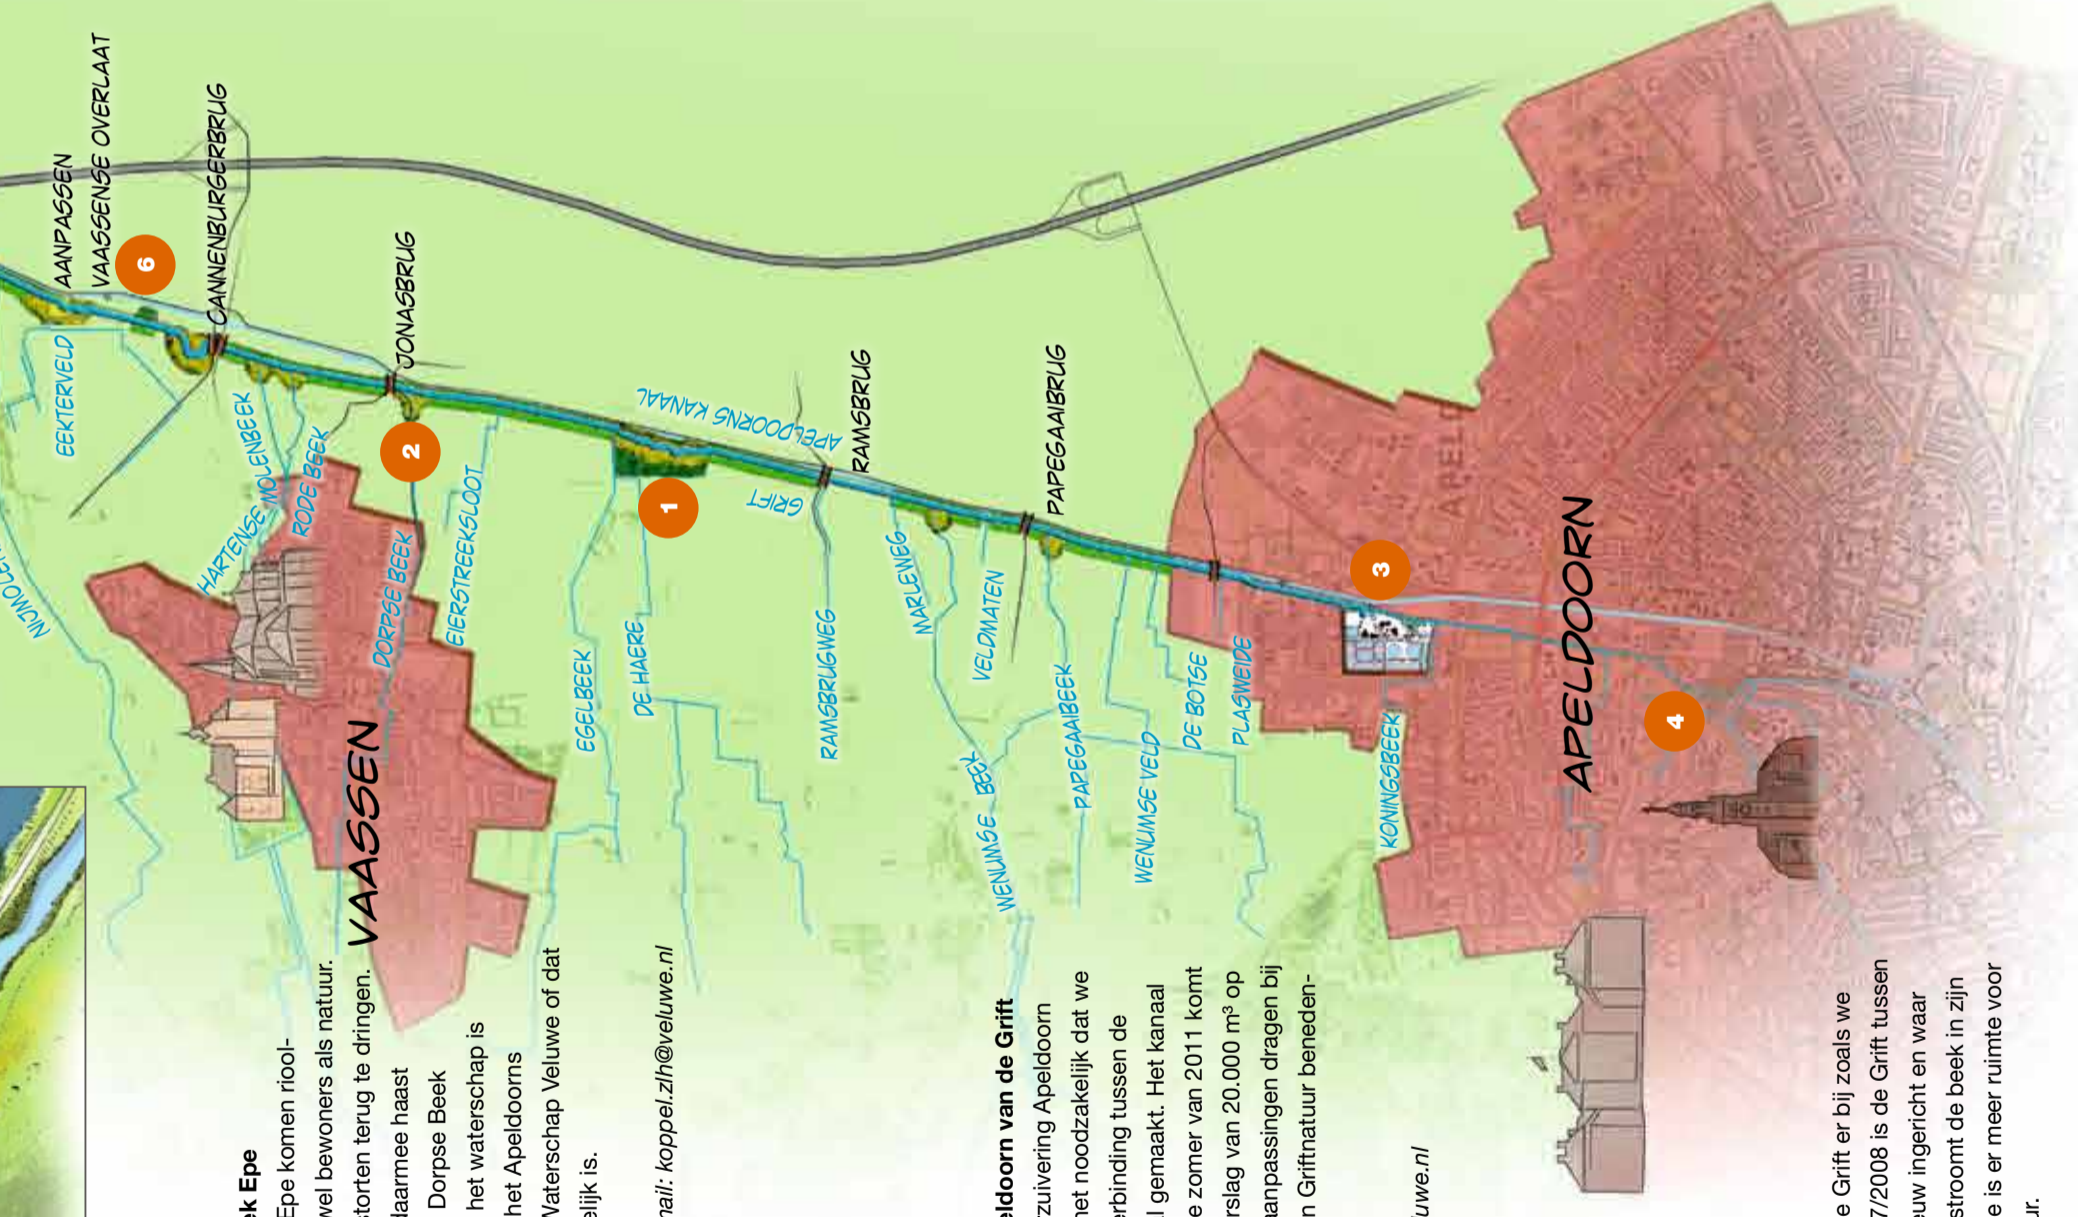 AANPASSEN
VAASSENSE OVERLAAT
6
CANNENBURGERBRUG
EEKTERVELD
HARTENSE MOLENBEEK
RODE BEEK
JONASBRUG
2
DORPSE BEEK
EIERSTREEKSLOOT
VAASSEN
APELDOORNS KANAAL
GRIFT
1
EGELBEEK
DE HAERE
RAMSBRUG
RAMSBRUGWEG
MARLEWEG
VELDMATEN
PAPEGAAIBRUG
WENUMSE BEEK
PAPEGAAIBEEK
WENUMSE VELD
DE BOTSE
PLASWEIDE
3
KONINGSBEEK
APELDOORN
4
ek Epe
Epe komen riool-
wel bewoners als natuur.
storten terug te dringen.
daarmee haast
Dorpse Beek
het waterschap is
het Apeldoorns
Waterschap Veluwe of dat
elijk is.
mail: koppel.zlh@veluwe.nl
eldoorn van de Grift
rzuivering Apeldoorn
het noodzakelijk dat we
erbinding tussen de
l gemaakt. Het kanaal
e zomer van 2011 komt
rslag van 20.000 m³ op
aanpassingen dragen bij
n Griftnatuur beneden-
uwe.nl
e Grift er bij zoals we
7/2008 is de Grift tussen
euw ingericht en waar
stroomt de beek in zijn
e is er meer ruimte voor
ur.